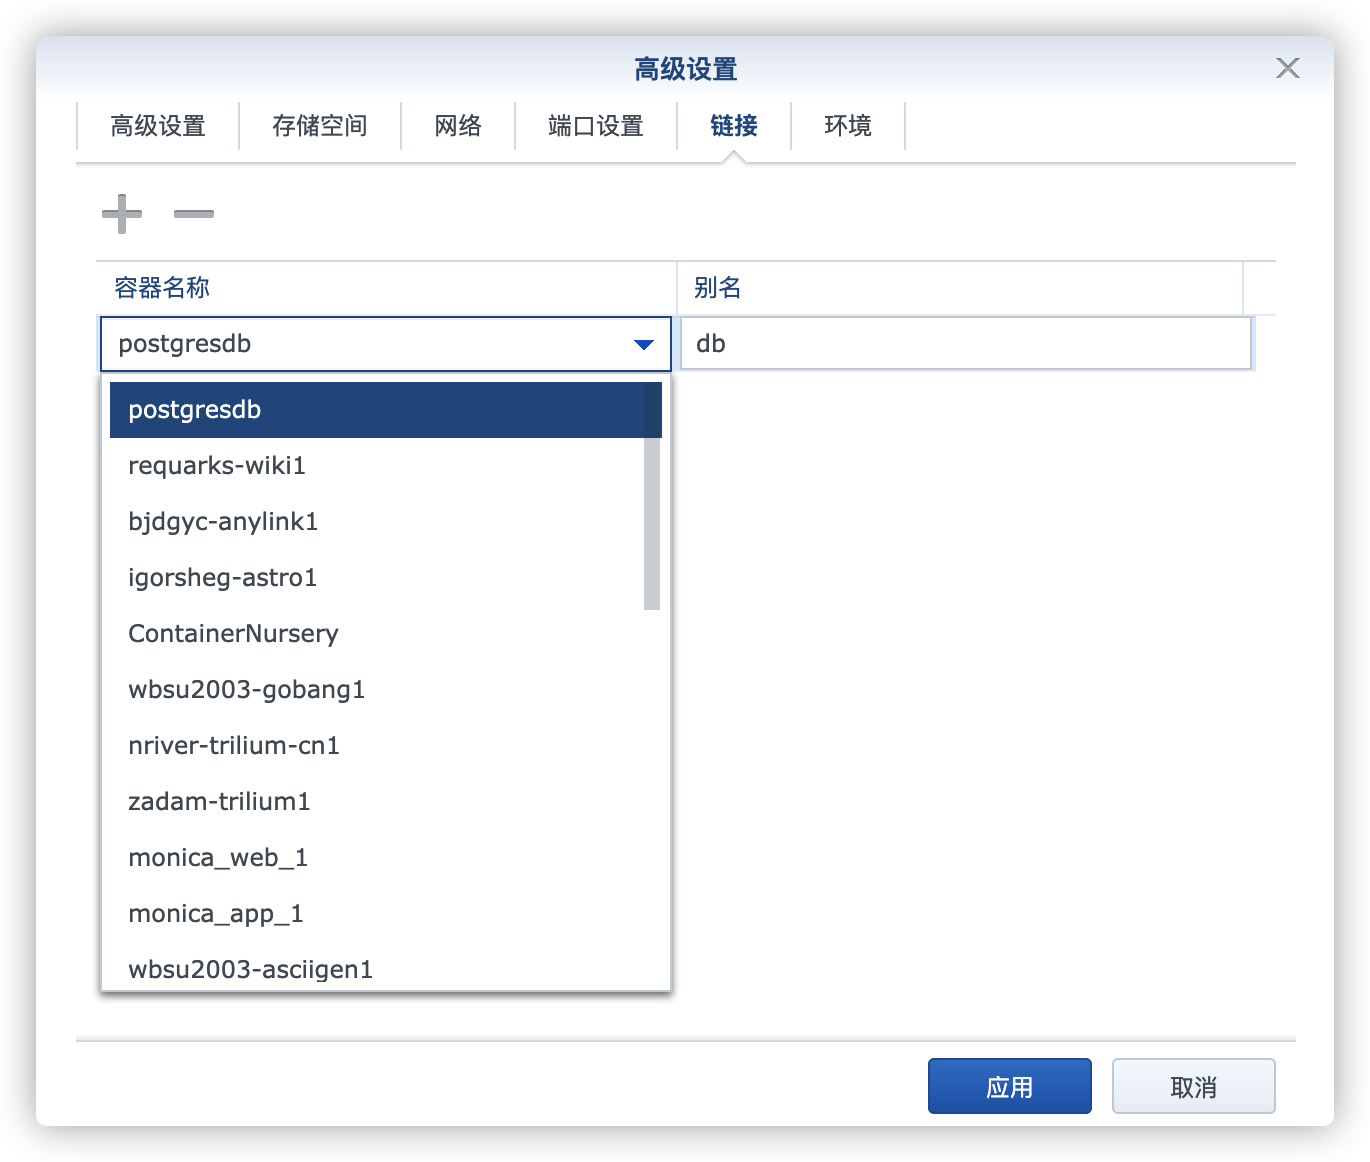 高级设置
高级设置 存储空间 网络 端口设置 链接 环境
容器名称 别名
postgresdb db
postgresdb
requarks-wiki1
bjdgyc-anylink1
igorsheg-astro1
ContainerNursery
wbsu2003-gobang1
nriver-trilium-cn1
zadam-trilium1
monica_web_1
monica_app_1
wbsu2003-asciigen1
应用 取消